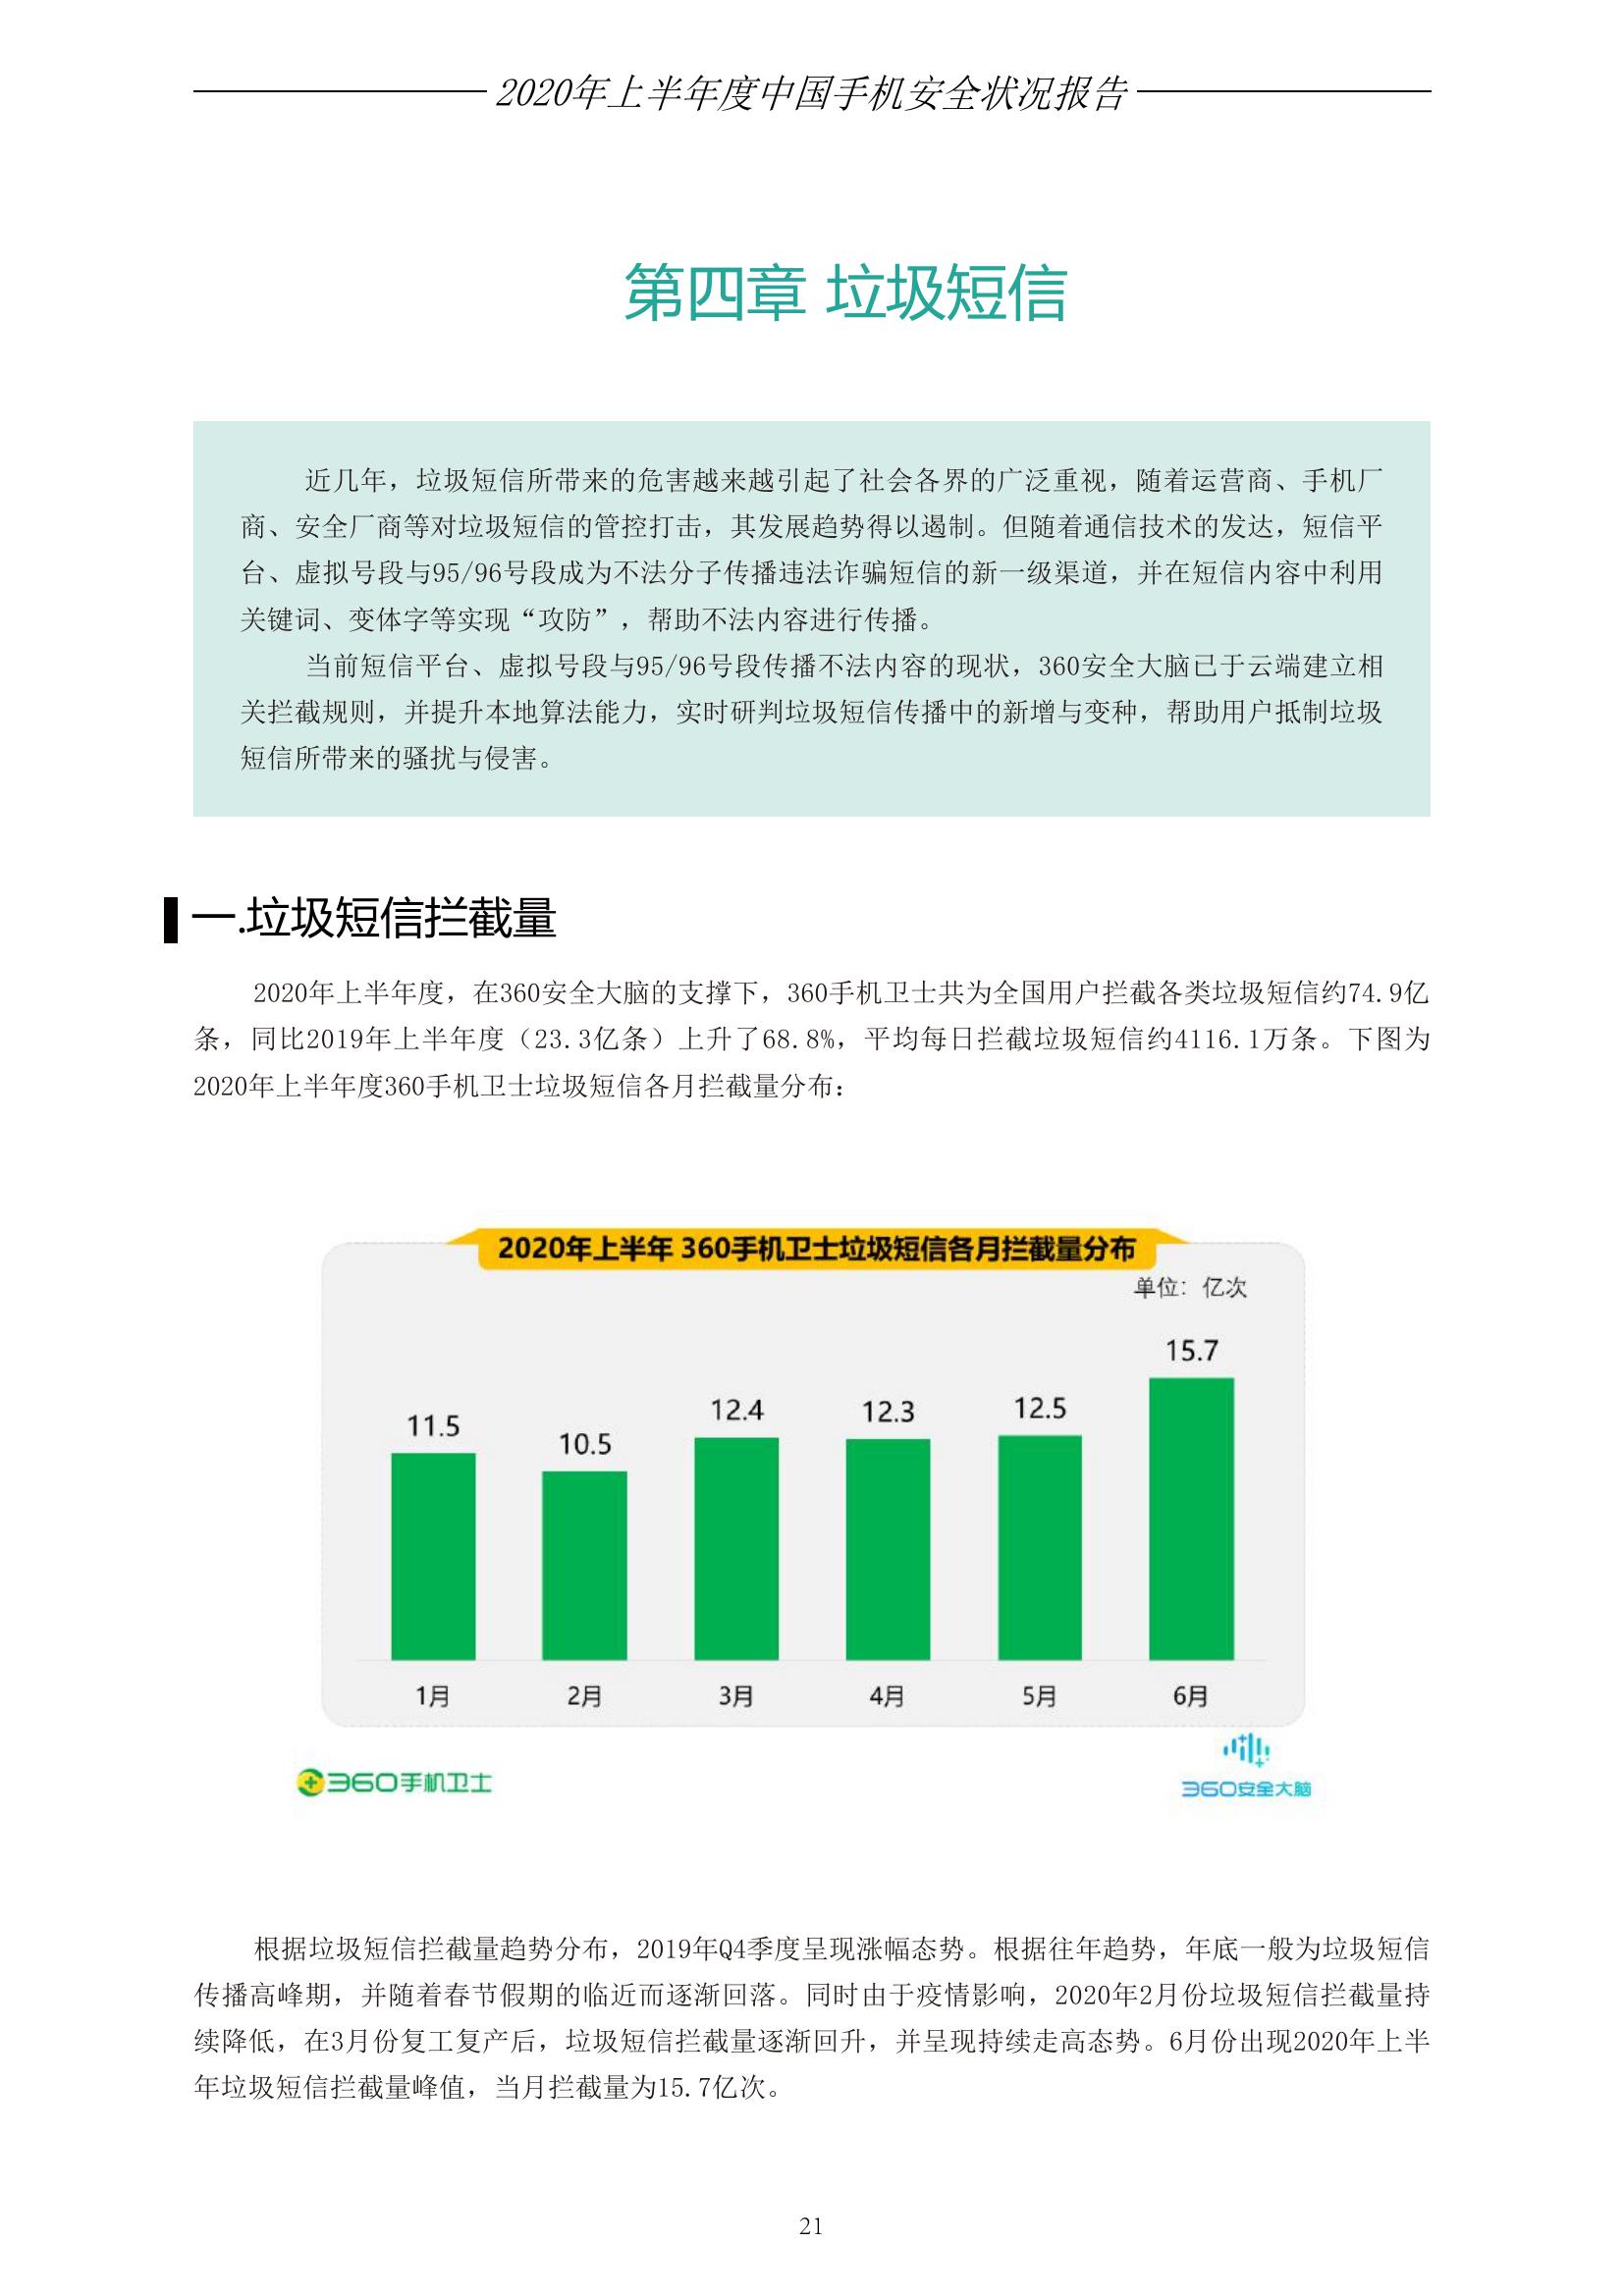 2020年上半年度中国手机安全状况报告
第四章 垃圾短信
近几年，垃圾短信所带来的危害越来越引起了社会各界的广泛重视，随着运营商、手机厂
商、安全厂商等对垃圾短信的管控打击，其发展趋势得以遏制。但随着通信技术的发达，短信平
台、虚拟号段与95/96号段成为不法分子传播违法诈骗短信的新一级渠道，并在短信内容中利用
关键词、变体字等实现“攻防”，帮助不法内容进行传播。
当前短信平台、虚拟号段与95/96号段传播不法内容的现状，360安全大脑已于云端建立相
关拦截规则，并提升本地算法能力，实时研判垃圾短信传播中的新增与变种，帮助用户抵制垃圾
短信所带来的骚扰与侵害。
一.垃圾短信拦截量
2020年上半年度，在360安全大脑的支撑下，360手机卫士共为全国用户拦截各类垃圾短信约74.9亿
条，同比2019年上半年度（23.3亿条）上升了68.8%，平均每日拦截垃圾短信约4116.1万条。下图为
2020年上半年度360手机卫士垃圾短信各月拦截量分布：
2020年上半年 360手机卫士垃圾短信各月拦截量分布
单位：亿次
11.5 10.5 12.4 12.3 12.5 15.7
1月 2月 3月 4月 5月 6月
360手机卫士
360安全大脑
根据垃圾短信拦截量趋势分布，2019年Q4季度呈现涨幅态势。根据往年趋势，年底一般为垃圾短信
传播高峰期，并随着春节假期的临近而逐渐回落。同时由于疫情影响，2020年2月份垃圾短信拦截量持
续降低，在3月份复工复产后，垃圾短信拦截量逐渐回升，并呈现持续走高态势。6月份出现2020年上半
年垃圾短信拦截量峰值，当月拦截量为15.7亿次。
21